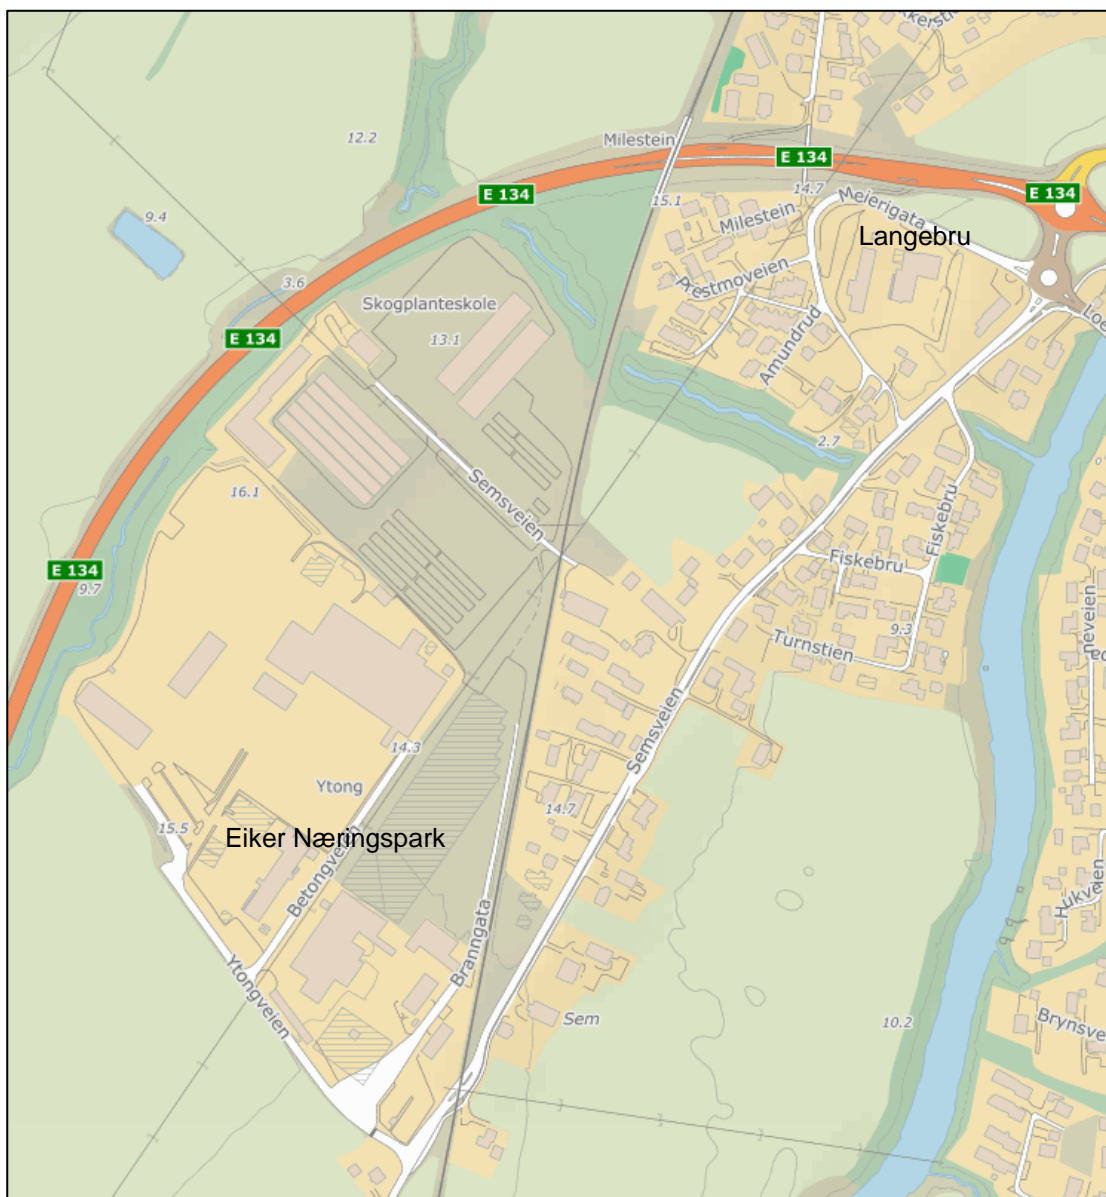 12.2
Milestein
E 134
E 134
E 134
9.4
15.1
14.7
Meierigata
Milestein
Langebru
Prestmoveien
3.6
Skogplanteskole
13.1
E 134
Amundrud
2.7
16.1
Semsveien
Fiskebru
Fiskebru
E 134
9.7
Turnstien
9.3
Semsveien
14.3
Ytong
14.7
15.5
Eiker Næringspark
Betongveien
Hukveien
Branngata
Ytongveien
Sem
10.2